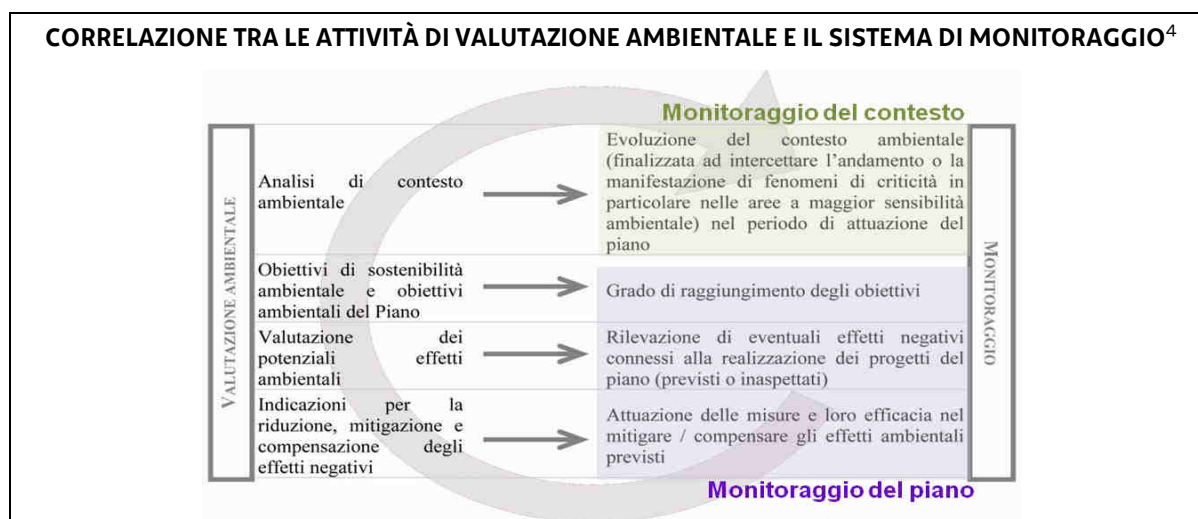 CORRELAZIONE TRA LE ATTIVITÀ DI VALUTAZIONE AMBIENTALE E IL SISTEMA DI MONITORAGGIO4
Monitoraggio del contesto
VALUTAZIONE AMBIENTALE
Analisi di contesto
ambientale
Evoluzione del contesto ambientale
(finalizzata ad intercettare l'andamento o la
manifestazione di fenomeni di criticità in
particolare nelle aree a maggior sensibilità
ambientale) nel periodo di attuazione del
piano
Obiettivi di sostenibilità
ambientale e obiettivi
ambientali del Piano
Grado di raggiungimento degli obiettivi
Valutazione dei
potenziali effetti
ambientali
Rilevazione di eventuali effetti negativi
connessi alla realizzazione dei progetti del
piano (previsti o inaspettati)
Indicazioni per la
riduzione, mitigazione e
compensazione degli
effetti negativi
Attuazione delle misure e loro efficacia nel
mitigare / compensare gli effetti ambientali
previsti
MONITORAGGIO
Monitoraggio del piano